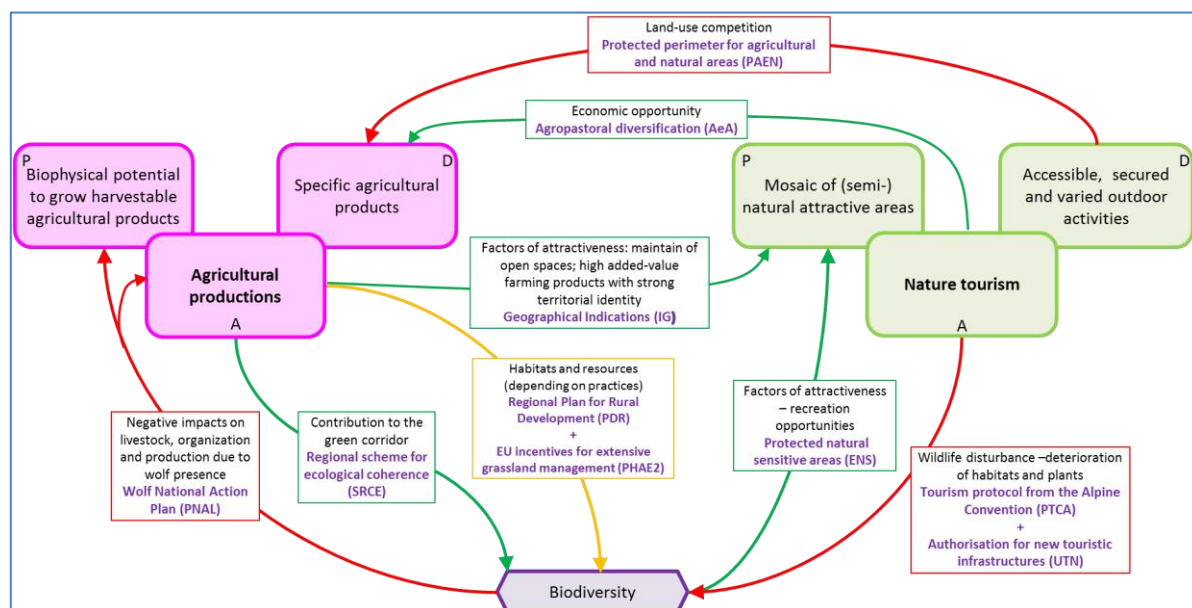 Land-use competition
Protected perimeter for agricultural
and natural areas (PAEN)
Economic opportunity
Agropastoral diversification (AeA)
P
Biophysical potential
to grow harvestable
agricultural products
D
Specific agricultural
products
P
Mosaic of (semi-)
natural attractive areas
D
Accessible, secured
and varied outdoor
activities
Agricultural
productions
A
Factors of attractiveness: maintain of
open spaces; high added-value
farming products with strong
territorial identity
Geographical Indications (IG)
Nature tourism
A
Negative impacts on
livestock, organization
and production due to
wolf presence
Wolf National Action
Plan (PNAL)
Contribution to the
green corridor
Regional scheme for
ecological coherence
(SRCE)
Habitats and resources
(depending on practices)
Regional Plan for Rural
Development (PDR)
+
EU incentives for extensive
grassland management (PHAE2)
Factors of attractiveness
– recreation
opportunities
Protected natural
sensitive areas (ENS)
Wildlife disturbance –deterioration
of habitats and plants
Tourism protocol from the Alpine
Convention (PTCA)
+
Authorisation for new touristic
infrastructures (UTN)
Biodiversity